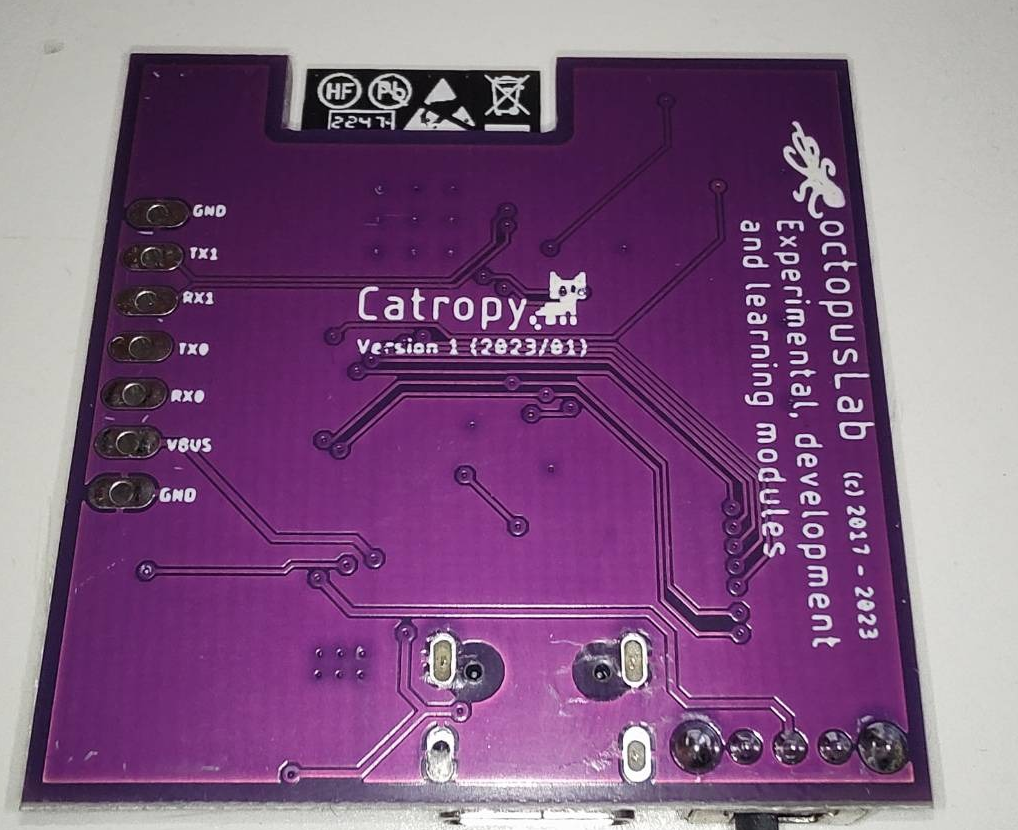 HF Pb
2247
GND
TX1
RX1
TX0
RX0
VBUS
GND
Catropy
Version 1 (2023/01)
octopusLab (c) 2017 - 2023
Experimental, development
and learning modules